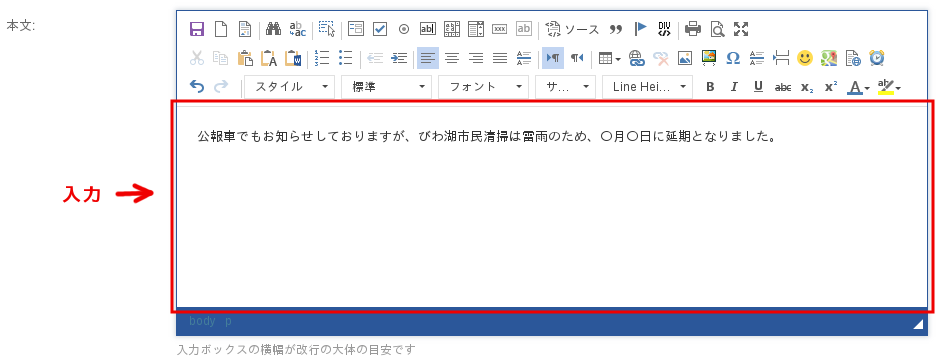 本文:
ソース
スタイル 標準 フォント サ... Line Hei...
公報車でもお知らせしておりますが、びわ湖市民清掃は雷雨のため、〇月〇日に延期となりました。
入力
body p
入力ボックスの横幅が改行の大体の目安です